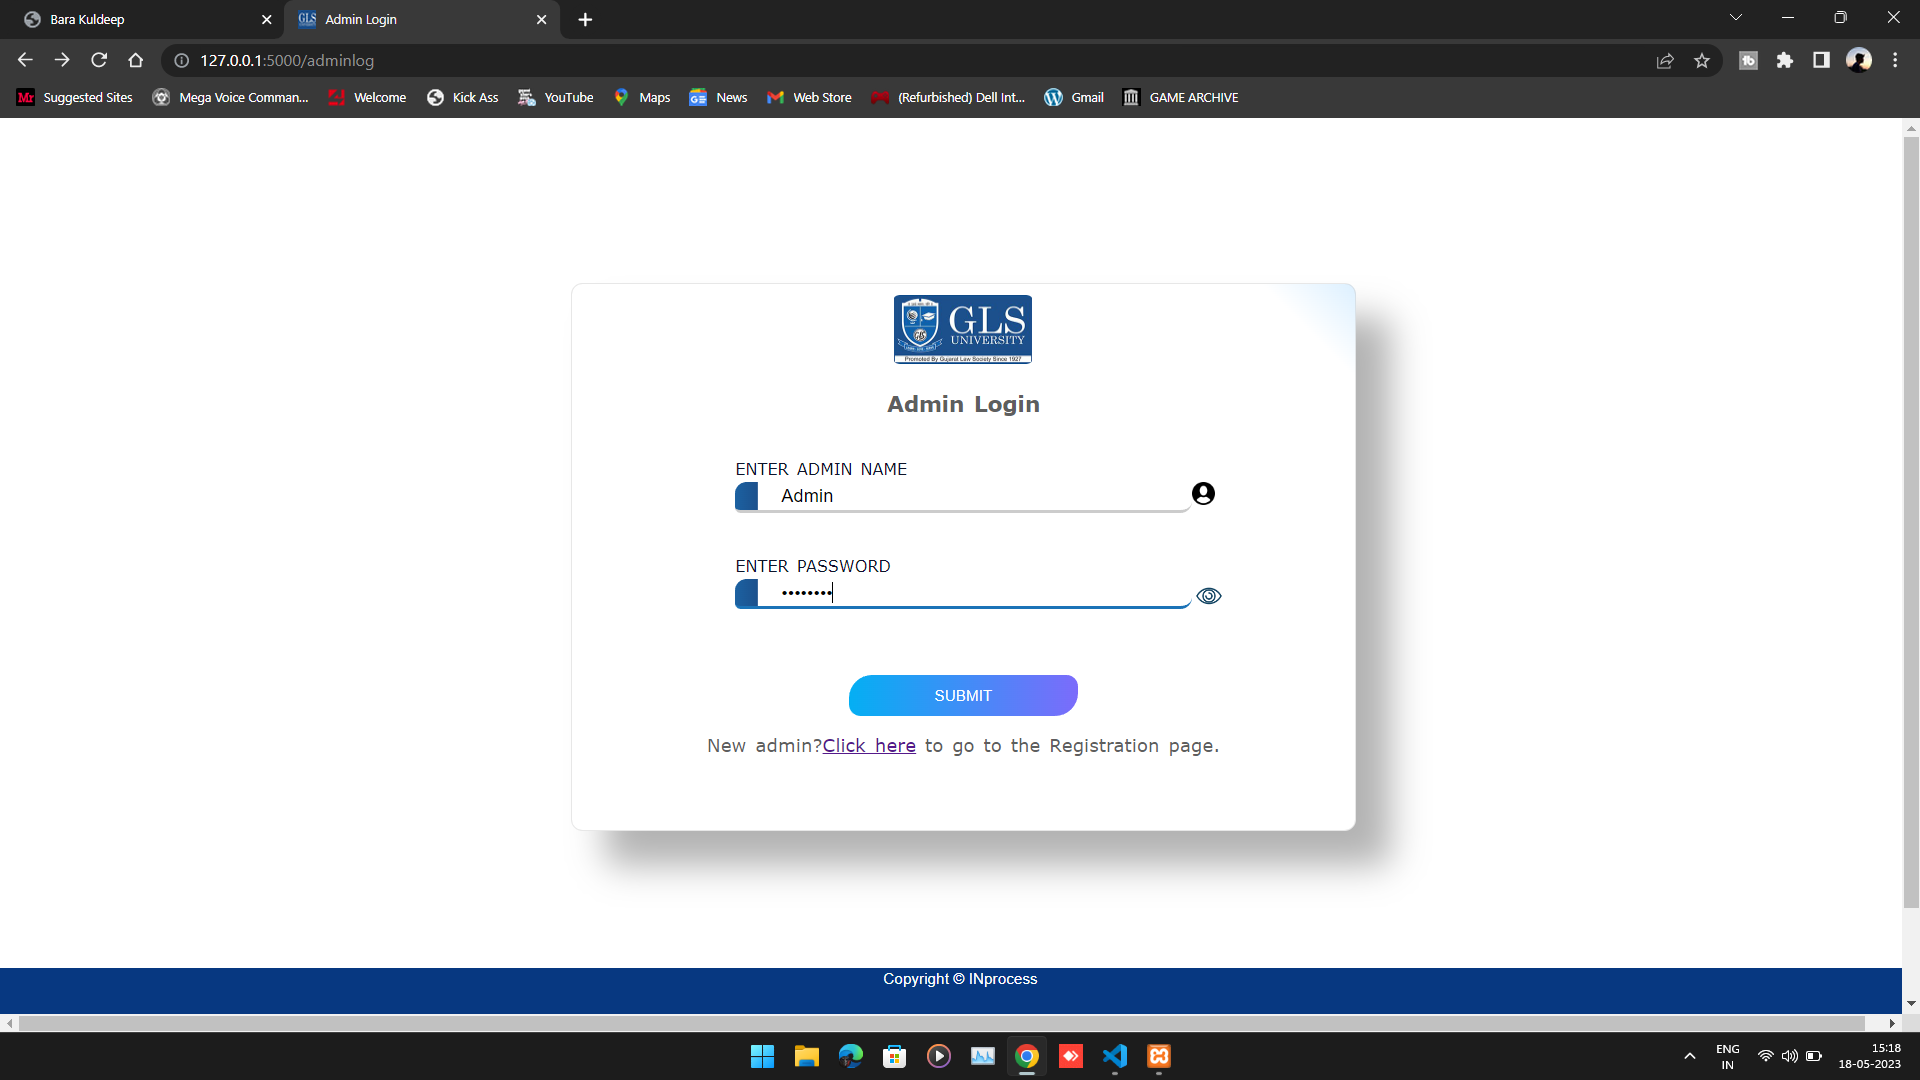 Bara Kuldeep
Admin Login
127.0.0.1:5000/adminlog
Suggested Sites
Mega Voice Comman...
Welcome
Kick Ass
YouTube
Maps
News
Web Store
(Refurbished) Dell Int...
Gmail
GAME ARCHIVE
GLS
UNIVERSITY
Promoted By Gujarat Law Society Since 1927
Admin Login
ENTER ADMIN NAME
Admin
ENTER PASSWORD
••••••••
SUBMIT
New admin?Click here to go to the Registration page.
Copyright © INprocess
ENG
IN
15:18
18-05-2023